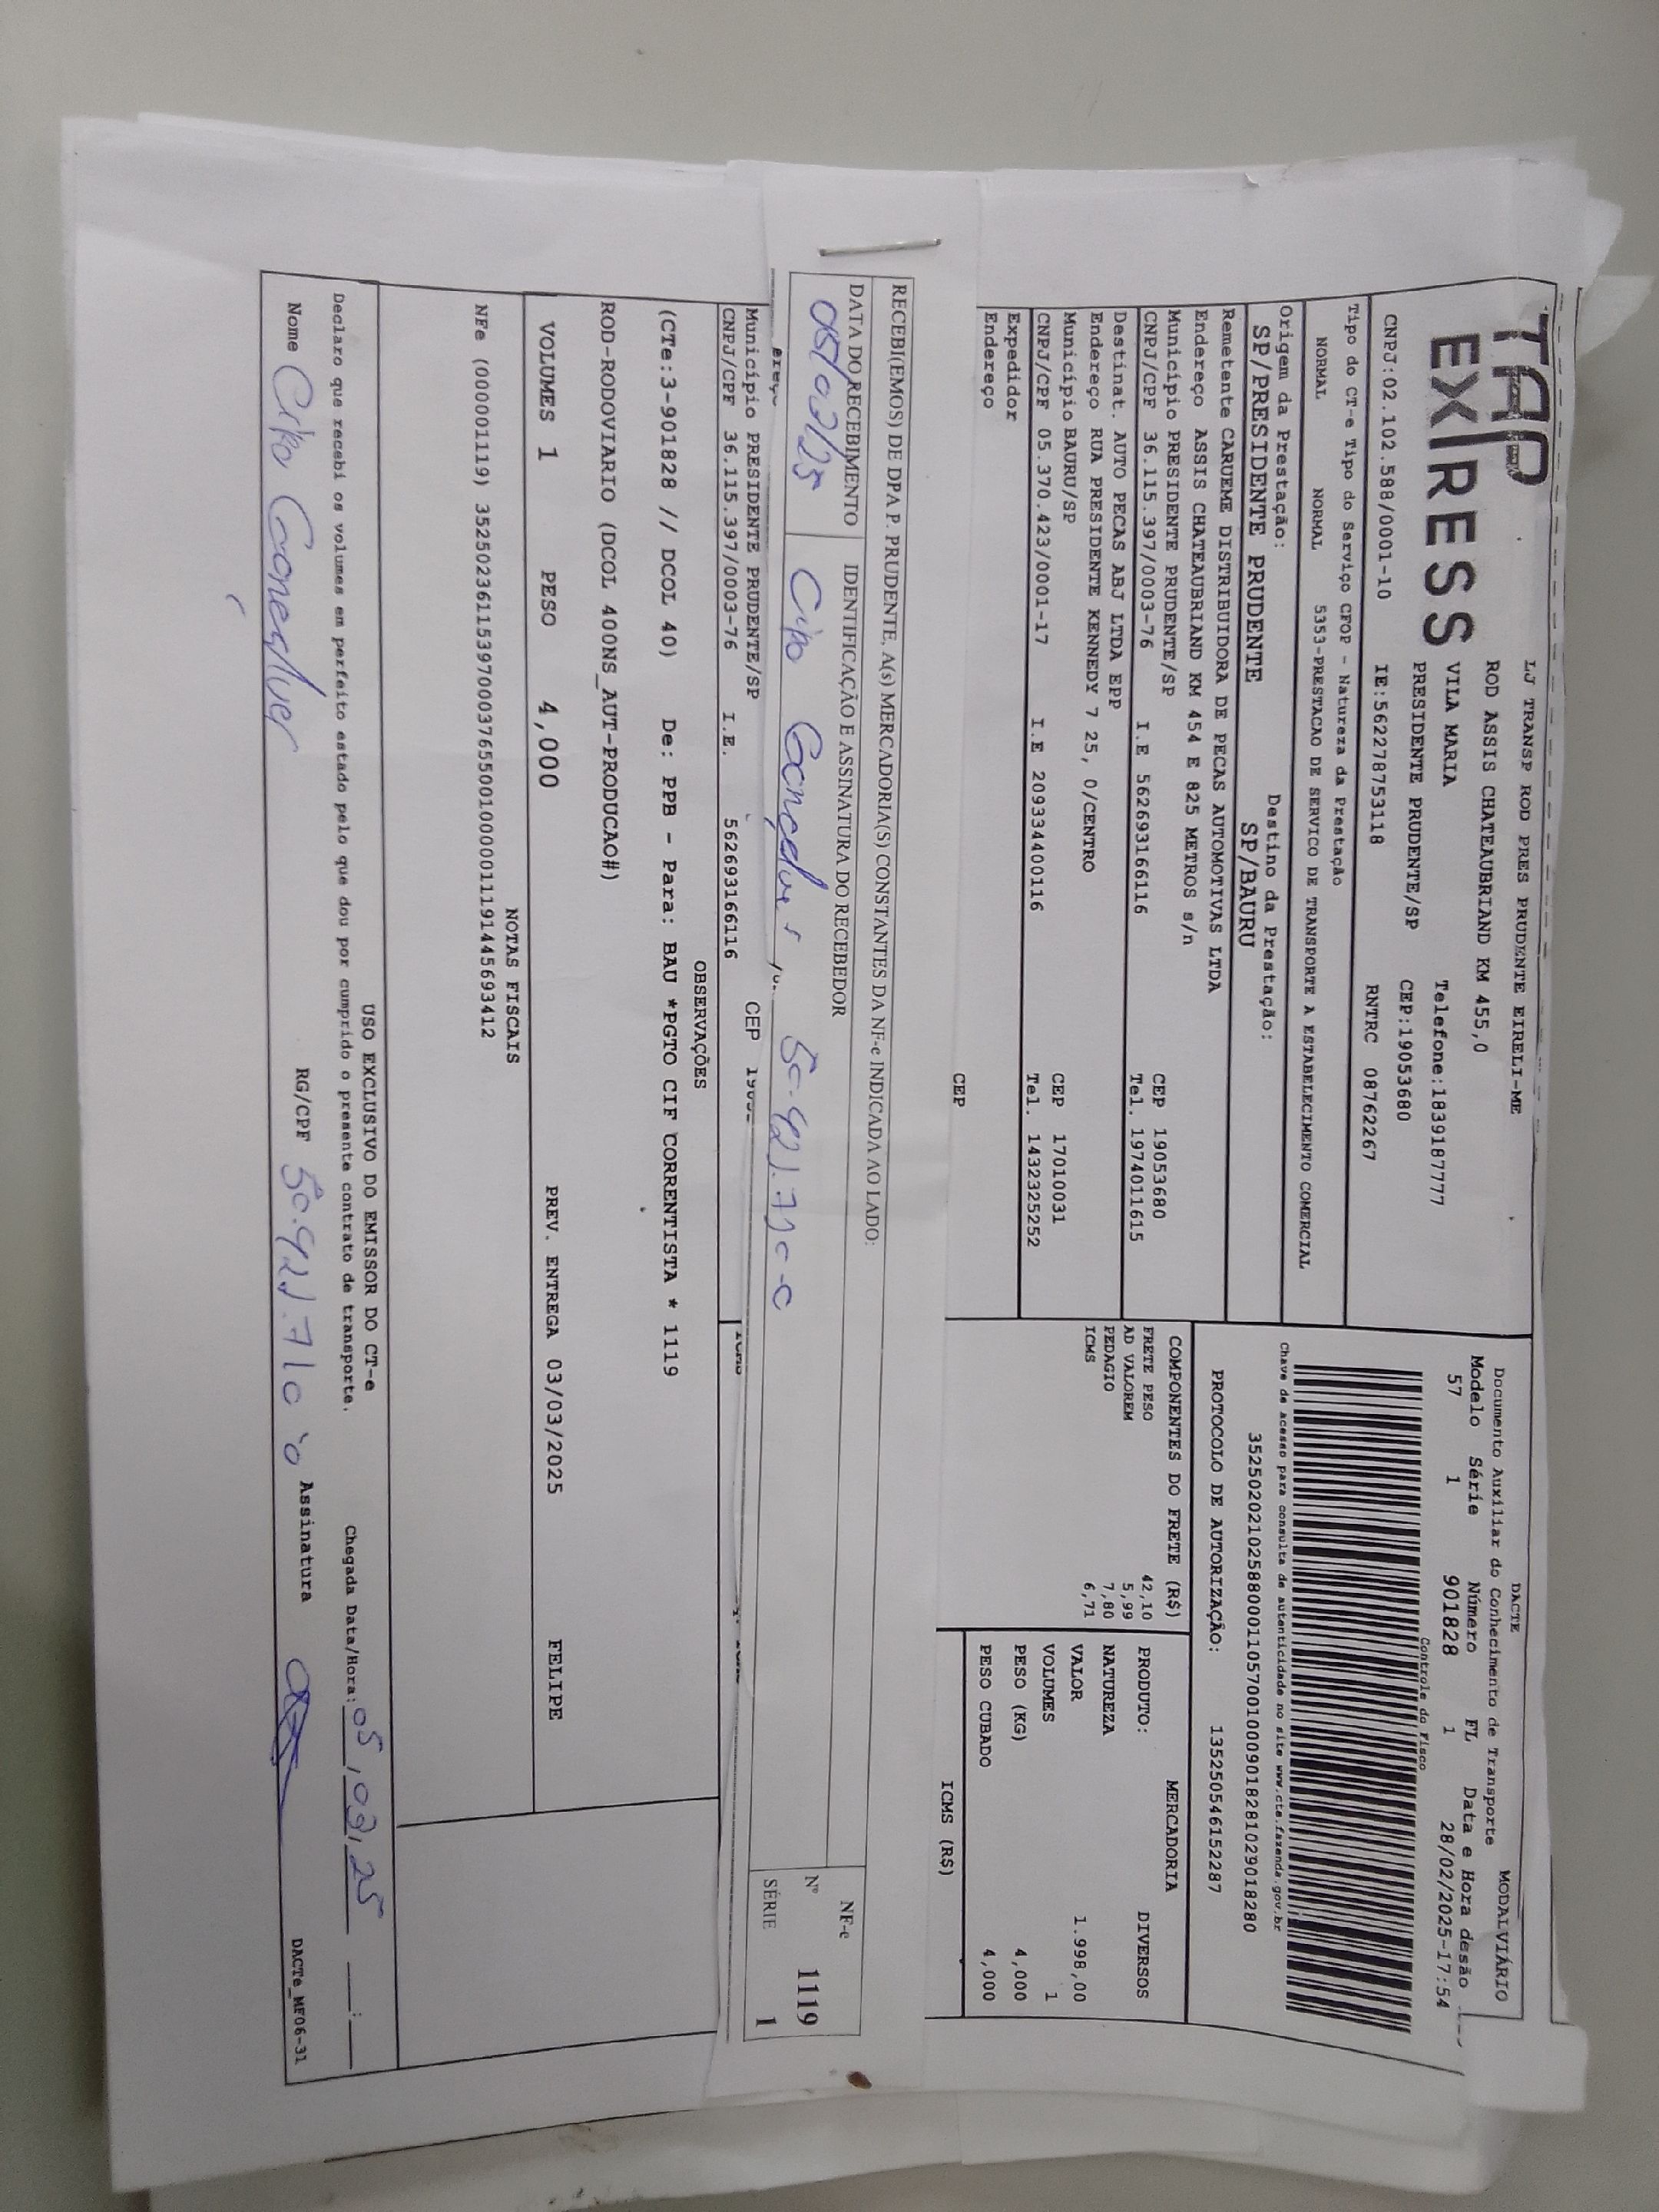 TAP
EXPRESS
LJ TRANSP ROD PRES PRUDENTE EIRELI-ME
ROD ASSIS CHATEAUBRIAND KM 455,0
VILA MARIA Telefone:1839187777
PRESIDENTE PRUDENTE/SP CEP:19053680
CNPJ:02.102.588/0001-10 IE:562278753118 RNTRC 08762267
Tipo do CT-e Tipo do Serviço CFOP - Natureza da Prestação
NORMAL NORMAL 5353-PRESTACAO DE SERVICO DE TRANSPORTE A ESTABELECIMENTO COMERCIAL
Origem da Prestação: Destino da Prestação:
SP/PRESIDENTE PRUDENTE SP/BAURU
Remetente CARUEME DISTRIBUIDORA DE PECAS AUTOMOTIVAS LTDA
Endereço ASSIS CHATEAUBRIAND KM 454 E 825 METROS s/n
Município PRESIDENTE PRUDENTE/SP CEP 19053680
CNPJ/CPF 36.115.397/0003-76 I.E 562693166116 Tel. 1974011615
Destinat. AUTO PECAS ABJ LTDA EPP
Endereço RUA PRESIDENTE KENNEDY 7 25, 0/CENTRO
Município BAURU/SP CEP 17010031
CNPJ/CPF 05.370.423/0001-17 I.E 209334400116 Tel. 1432325252
Expedidor
Endereço CEP
DACTE
Documento Auxiliar do Conhecimento de Transporte MODALVIÁRIO
Modelo Série Número FL Data e Hora desão
57 1 901828 1 28/02/2025-17:54
Controle do Fisco
Chave de acesso para consulta de autenticidade no site www.cte.fazenda.gov.br
35250202102588000110570010009018281029018280
PROTOCOLO DE AUTORIZAÇÃO: 135250546152287
COMPONENTES DO FRETE (R$)
FRETE PESO 42,10
AD VALOREM 5,99
PEDAGIO 7,80
ICMS 6,71
MERCADORIA
PRODUTO: DIVERSOS
NATUREZA
VALOR 1.998,00
VOLUMES 1
PESO (KG) 4,000
PESO CUBADO 4,000
ICMS (R$)
RECEBI(EMOS) DE DPA P. PRUDENTE, A(s) MERCADORIA(S) CONSTANTES DA NF-e INDICADA AO LADO:
DATA DO RECEBIMENTO IDENTIFICAÇÃO E ASSINATURA DO RECEBEDOR
05/03/25
NF-e
Nº 1119
SÉRIE 1
Município PRESIDENTE PRUDENTE/SP CEP
CNPJ/CPF 36.115.397/0003-76 I.E. 562693166116
OBSERVAÇÕES
(CTe:3-901828 // DCOL 40) De: PPB - Para: BAU *PGTO CIF CORRENTISTA * 1119
ROD-RODOVIARIO (DCOL 400NS_AUT-PRODUCAO#)
VOLUMES 1 PESO 4,000 PREV. ENTREGA 03/03/2025 FELIPE
NOTAS FISCAIS
NFe (000001119) 35250236115397000376550010000011191445693412
USO EXCLUSIVO DO EMISSOR DO CT-e
Declaro que recebi os volumes em perfeito estado pelo que dou por cumprido o presente contrato de transporte. Chegada Data/Hora: 05/03/25
Nome RG/CPF Assinatura
DACTe_MF06-31